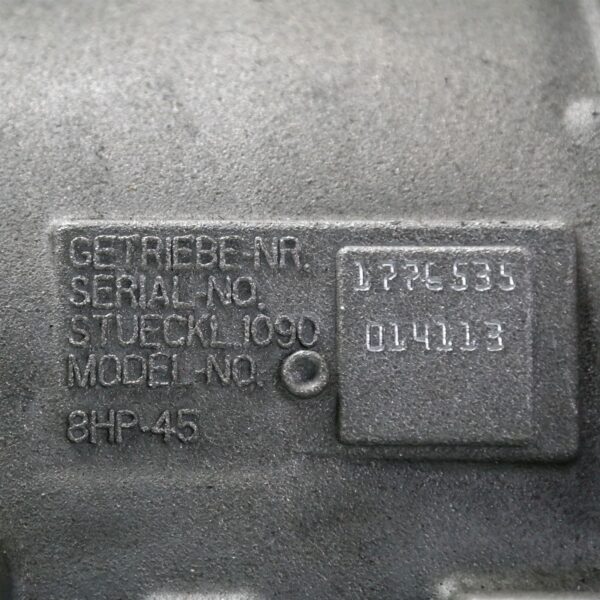 GETRIEBE-NR.
SERIAL-NO.
STUECKL.1090
MODEL-NO.
8HP-45
1776535
014113